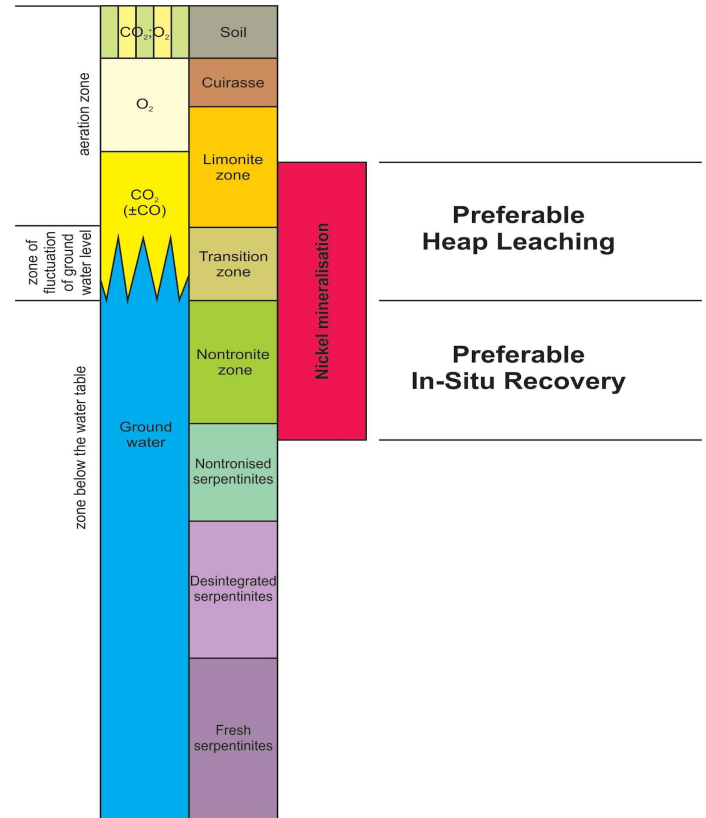 CO₂;O₂
Soil
Cuirasse
O₂
aeration zone
Limonite
zone
CO₂
(±CO)
Preferable
Heap Leaching
zone of
fluctuation
of ground
water level
Transition
zone
Nickel mineralisation
Nontronite
zone
Preferable
In-Situ Recovery
zone below the water table
Ground
water
Nontronised
serpentinites
Desintegrated
serpentinites
Fresh
serpentinites